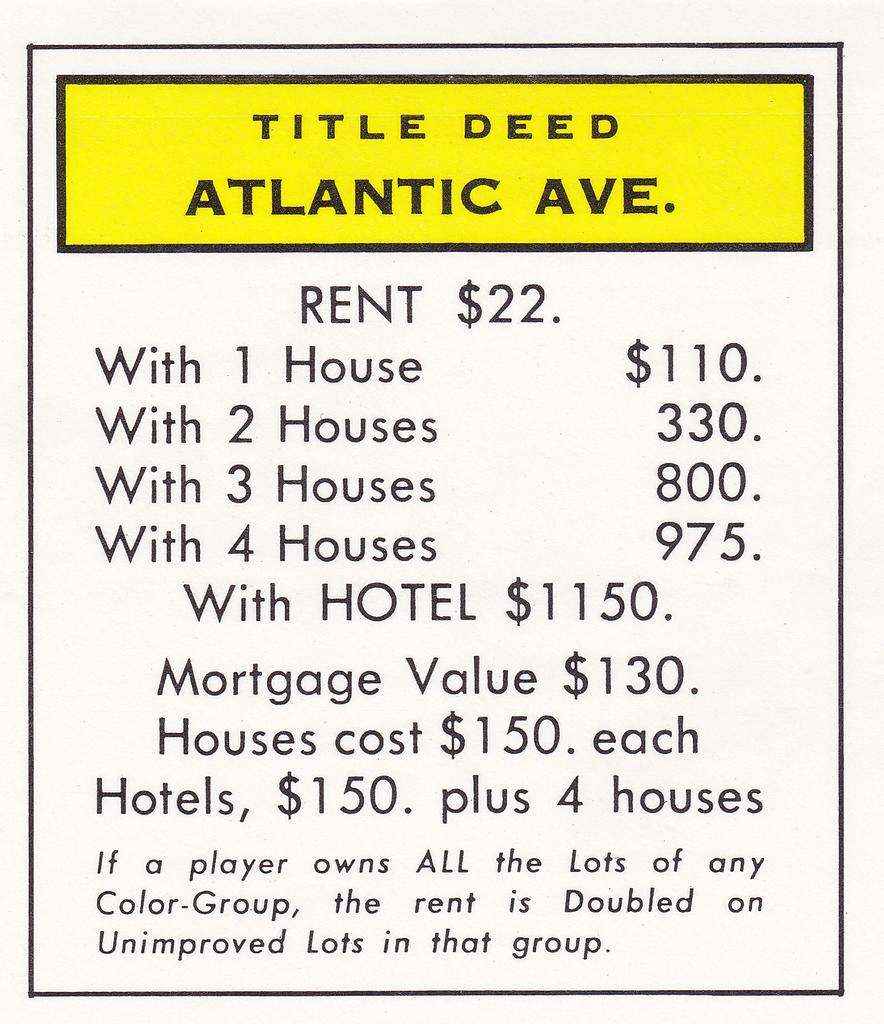 TITLE DEED
ATLANTIC AVE.
RENT $22.
With 1 House $110.
With 2 Houses 330.
With 3 Houses 800.
With 4 Houses 975.
With HOTEL $1150.
Mortgage Value $130.
Houses cost $150. each
Hotels, $150. plus 4 houses
If a player owns ALL the Lots of any
Color-Group, the rent is Doubled on
Unimproved Lots in that group.